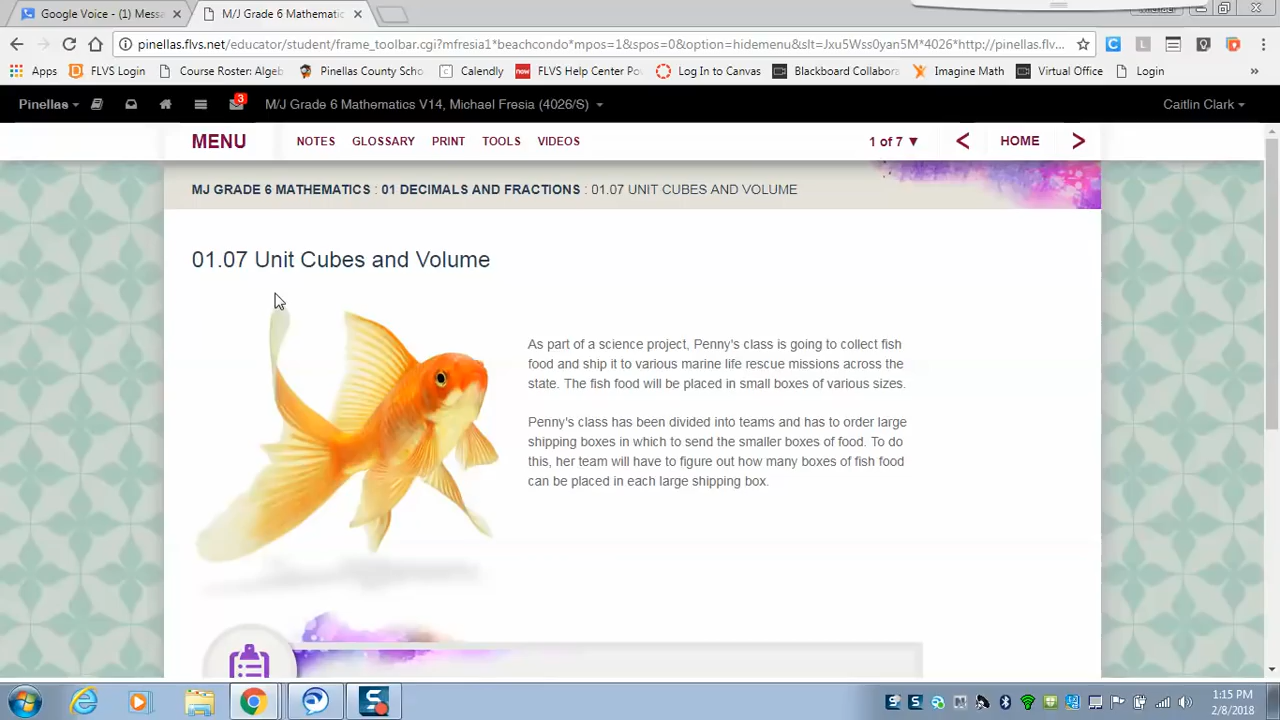 Google Voice - (1) Mess
M/J Grade 6 Mathematic
pinellas.flvs.net/educator/student/frame_toolbar.cgi?mfresia1*beachcondo*mpos=1&spos=0&option=hidemenu&slt=Jxu5Wss0yanEM*4026*http://pinellas.flv...
Apps
FLVS Login
Course Roster: Algeb
Pinellas County Scho
Calendly
FLVS Help Center Po
Log In to Canvas
Blackboard Collabora
Imagine Math
Virtual Office
Login
Pinellas
3
M/J Grade 6 Mathematics V14, Michael Fresia (4026/S)
Caitlin Clark
MENU
NOTES
GLOSSARY
PRINT
TOOLS
VIDEOS
1 of 7
HOME
MJ GRADE 6 MATHEMATICS : 01 DECIMALS AND FRACTIONS : 01.07 UNIT CUBES AND VOLUME
01.07 Unit Cubes and Volume
As part of a science project, Penny's class is going to collect fish
food and ship it to various marine life rescue missions across the
state. The fish food will be placed in small boxes of various sizes.
Penny's class has been divided into teams and has to order large
shipping boxes in which to send the smaller boxes of food. To do
this, her team will have to figure out how many boxes of fish food
can be placed in each large shipping box.
1:15 PM
2/8/2018